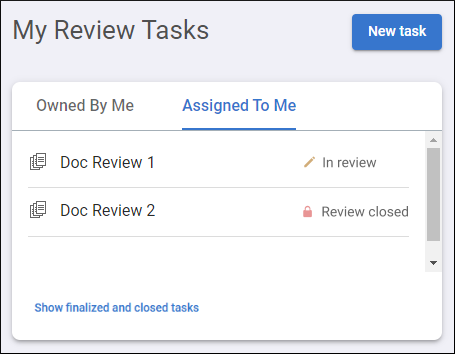 My Review Tasks New task
Owned By Me Assigned To Me
Doc Review 1 In review
Doc Review 2 Review closed
Show finalized and closed tasks